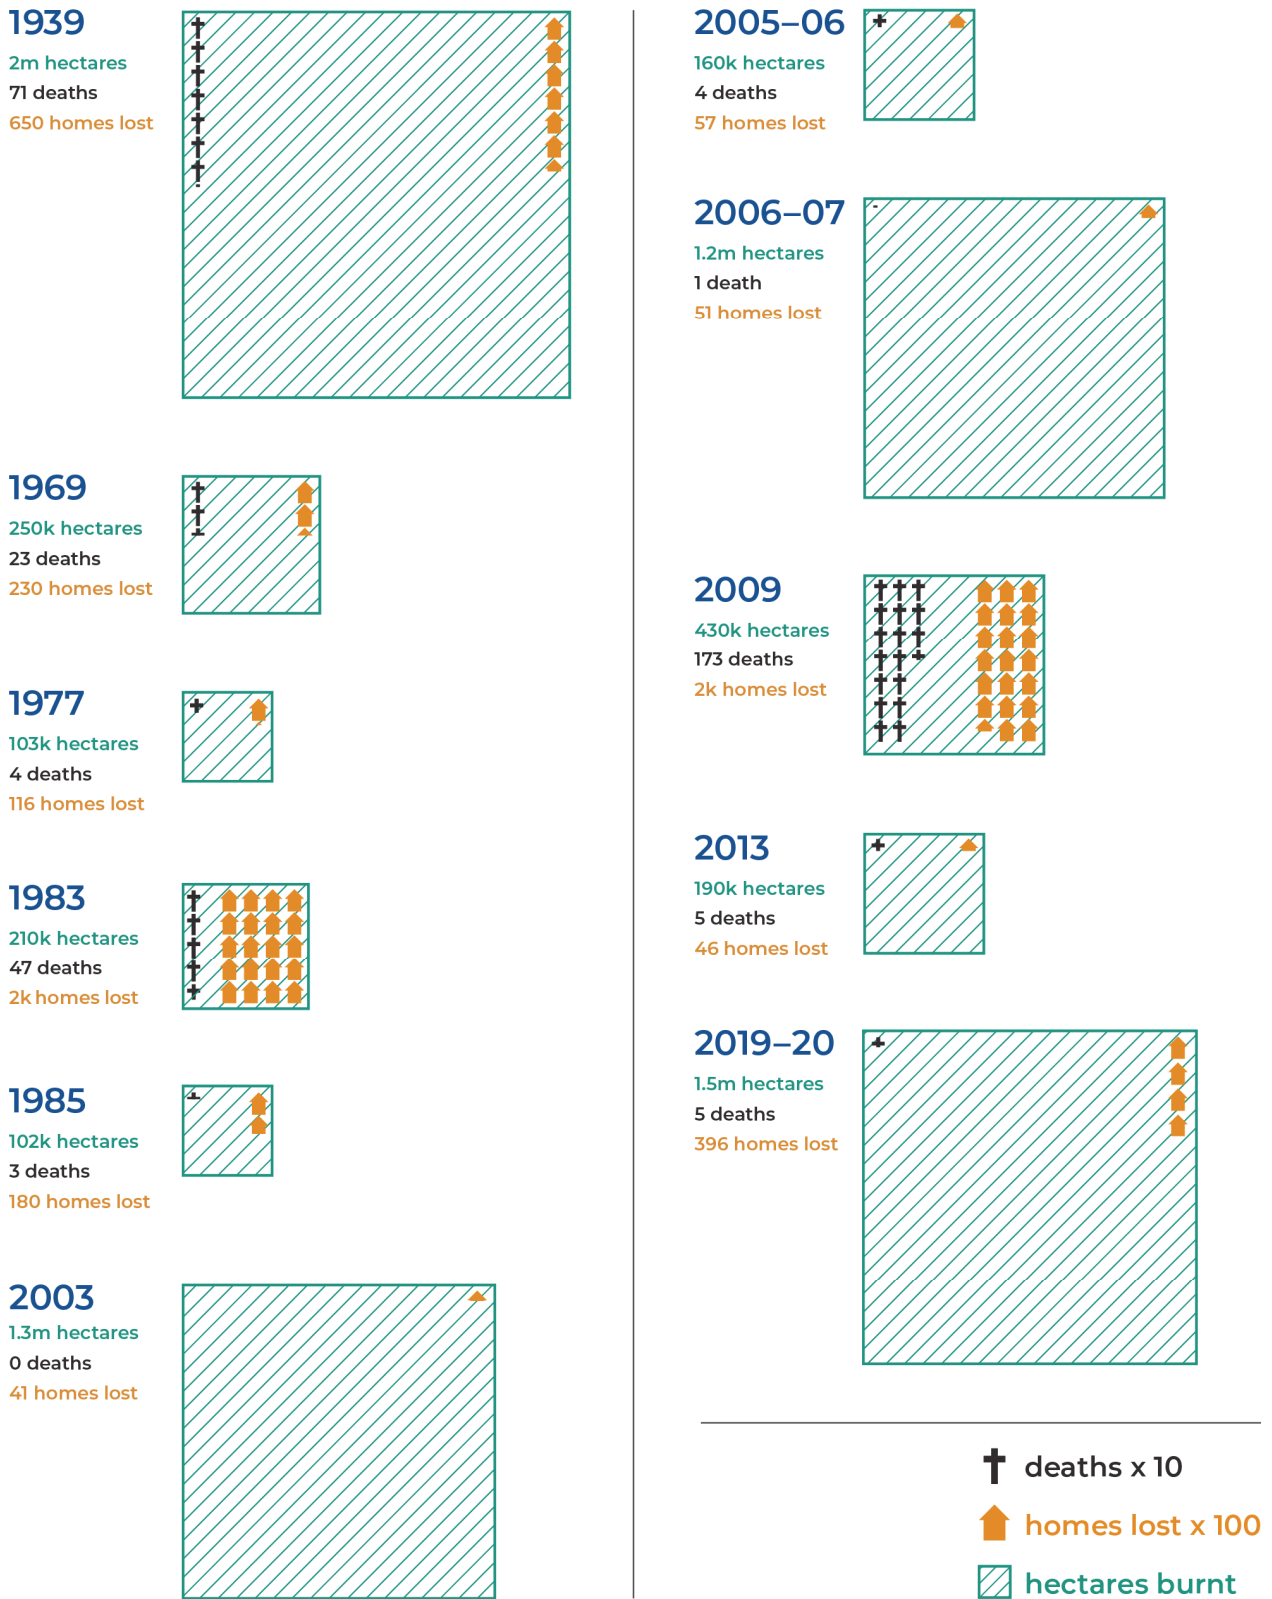 1939
2m hectares
71 deaths
650 homes lost
1969
250k hectares
23 deaths
230 homes lost
1977
103k hectares
4 deaths
116 homes lost
1983
210k hectares
47 deaths
2k homes lost
1985
102k hectares
3 deaths
180 homes lost
2003
1.3m hectares
0 deaths
41 homes lost
2005–06
160k hectares
4 deaths
57 homes lost
2006–07
1.2m hectares
1 death
51 homes lost
2009
430k hectares
173 deaths
2k homes lost
2013
190k hectares
5 deaths
46 homes lost
2019–20
1.5m hectares
5 deaths
396 homes lost
deaths x 10
homes lost x 100
hectares burnt